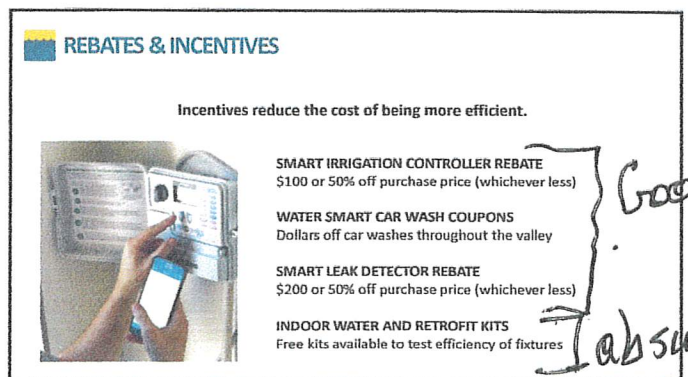 REBATES & INCENTIVES
Incentives reduce the cost of being more efficient.
SMART IRRIGATION CONTROLLER REBATE
$100 or 50% off purchase price (whichever less)
WATER SMART CAR WASH COUPONS
Dollars off car washes throughout the valley
SMART LEAK DETECTOR REBATE
$200 or 50% off purchase price (whichever less)
INDOOR WATER AND RETROFIT KITS
Free kits available to test efficiency of fixtures